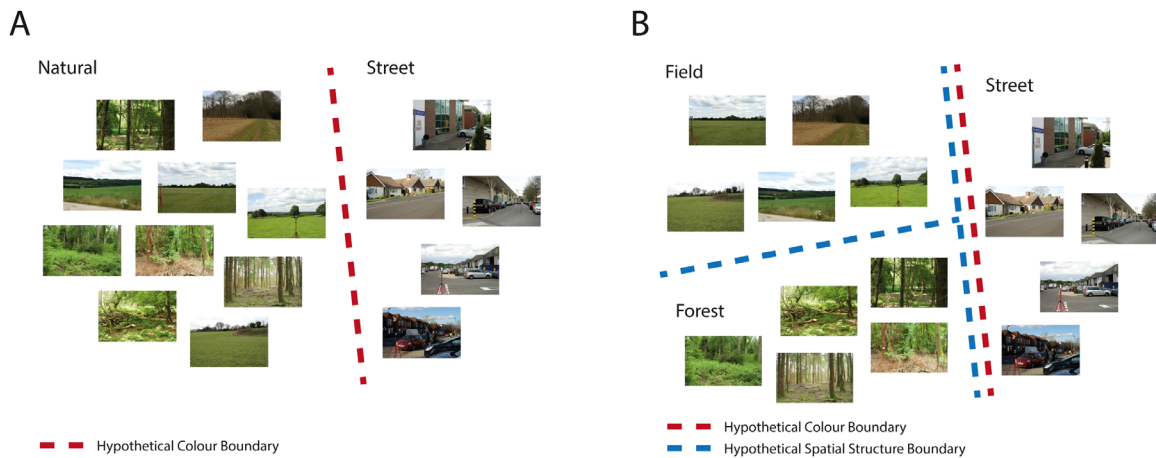 A
Natural
Street
Hypothetical Colour Boundary
B
Field
Street
Forest
Hypothetical Colour Boundary
Hypothetical Spatial Structure Boundary